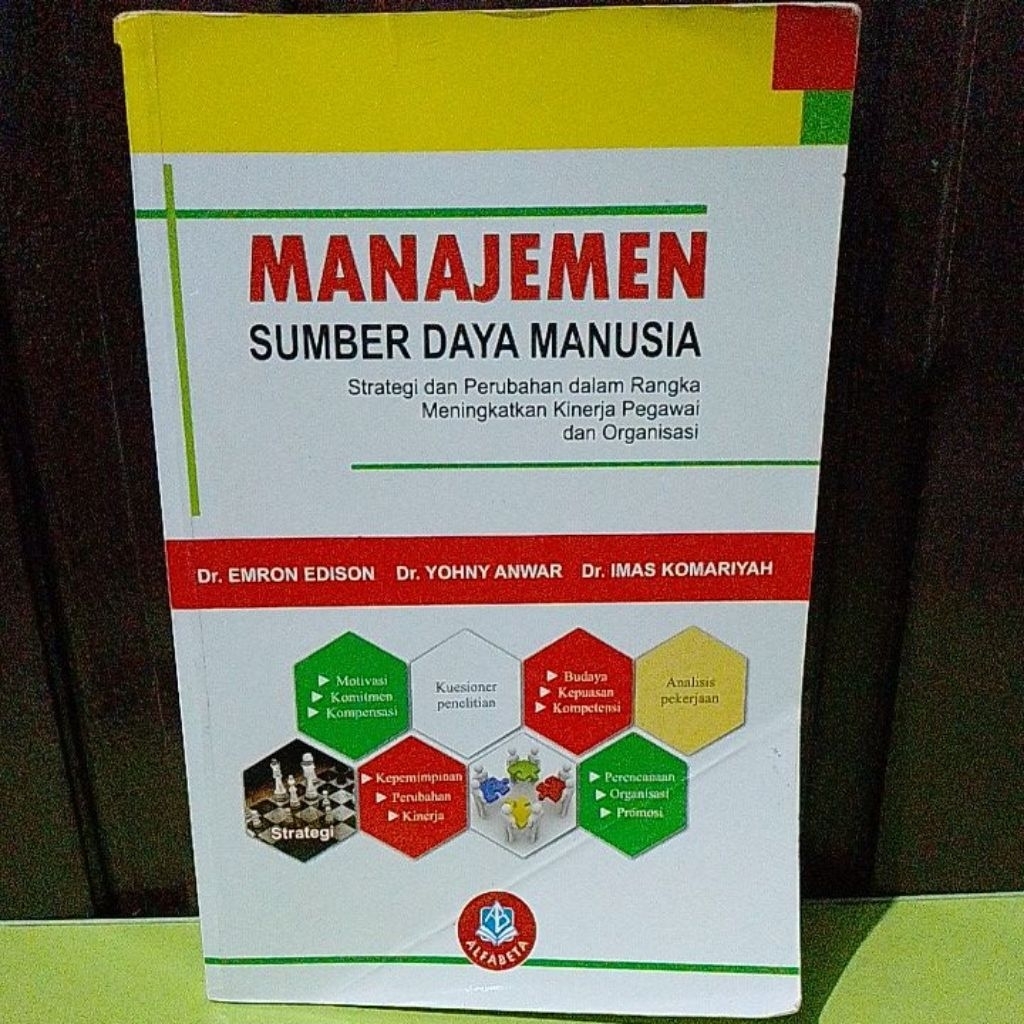 MANAJEMEN
SUMBER DAYA MANUSIA
Strategi dan Perubahan dalam Rangka
Meningkatkan Kinerja Pegawai
dan Organisasi
Dr. EMRON EDISON Dr. YOHNY ANWAR Dr. IMAS KOMARIYAH
▶ Motivasi
▶ Komitmen
▶ Kompensasi
Kuesioner
penelitian
▶ Budaya
▶ Kepuasan
▶ Kompetensi
Analisis
pekerjaan
Strategi
▶ Kepemimpinan
▶ Perubahan
▶ Kinerja
▶ Perencanaan
▶ Organisasi
▶ Promosi
ALFABETA